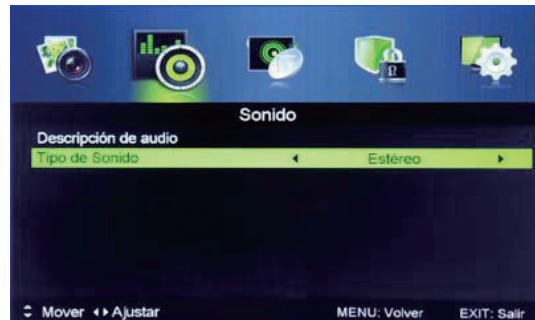 Sonido
Descripción de audio
Tipo de Sonido Estéreo
Mover Ajustar MENU: Volver EXIT: Salir